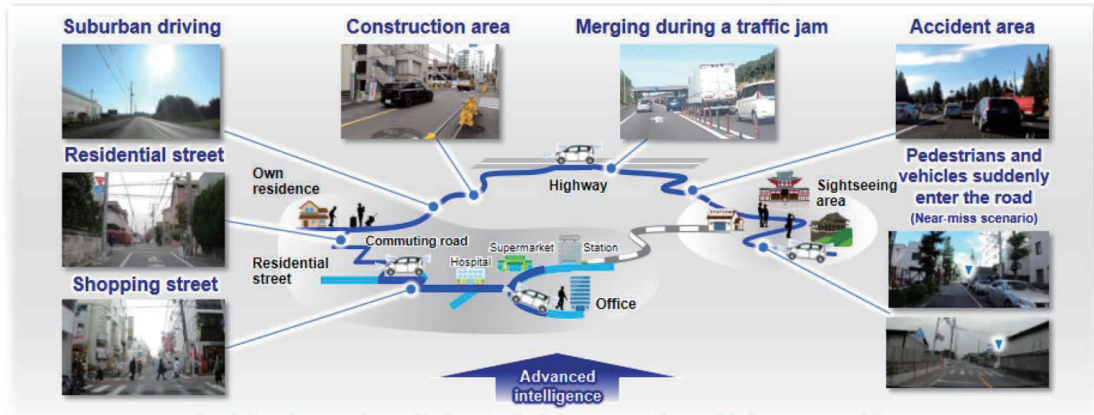 Suburban driving
Construction area
Merging during a traffic jam
Accident area
Residential street
Own
residence
Highway
Sightseeing
area
Pedestrians and
vehicles suddenly
enter the road
(Near-miss scenario)
STATION
Commuting road
Supermarket
Station
Hospital
Residential
street
Office
Shopping street
Advanced
intelligence